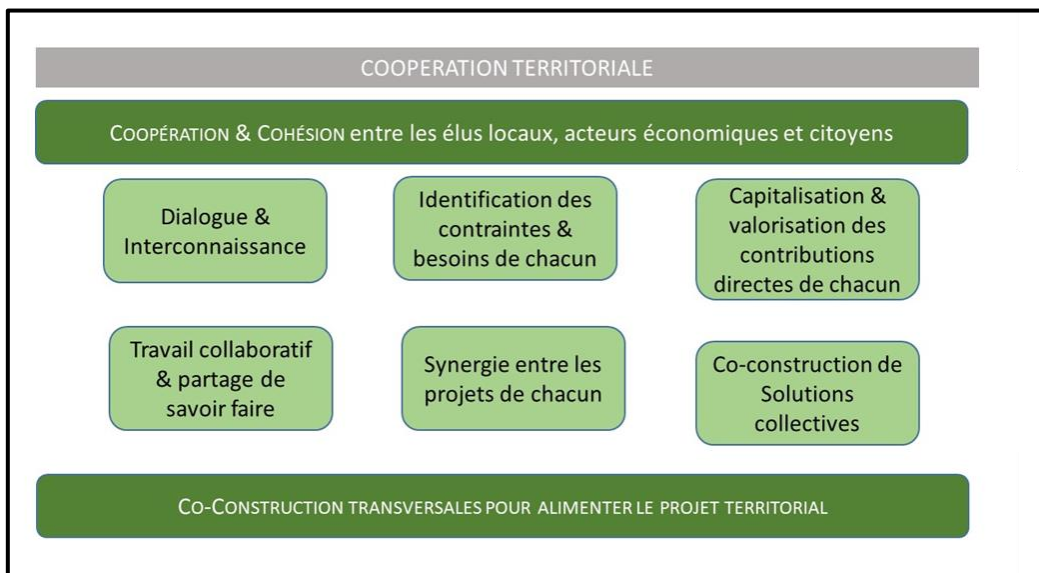 COOPERATION TERRITORIALE
COOPÉRATION & COHÉSION entre les élus locaux, acteurs économiques et citoyens
Dialogue &
Interconnaissance
Identification des
contraintes &
besoins de chacun
Capitalisation &
valorisation des
contributions
directes de chacun
Travail collaboratif
& partage de
savoir faire
Synergie entre les
projets de chacun
Co-construction de
Solutions
collectives
CO-CONSTRUCTION TRANSVERSALES POUR ALIMENTER LE PROJET TERRITORIAL